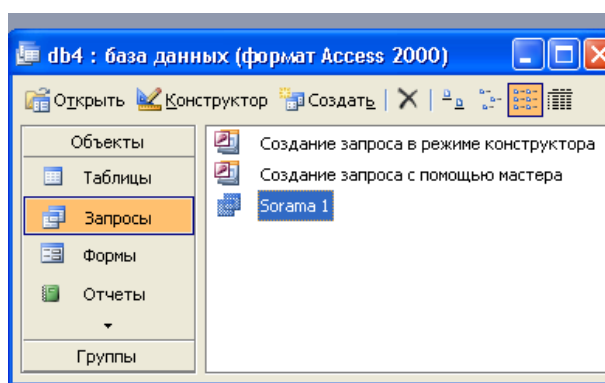 db4 : база данных (формат Access 2000)
Открыть Конструктор Создать
Объекты
Таблицы
Запросы
Формы
Отчеты
Группы
Создание запроса в режиме конструктора
Создание запроса с помощью мастера
Sorama 1